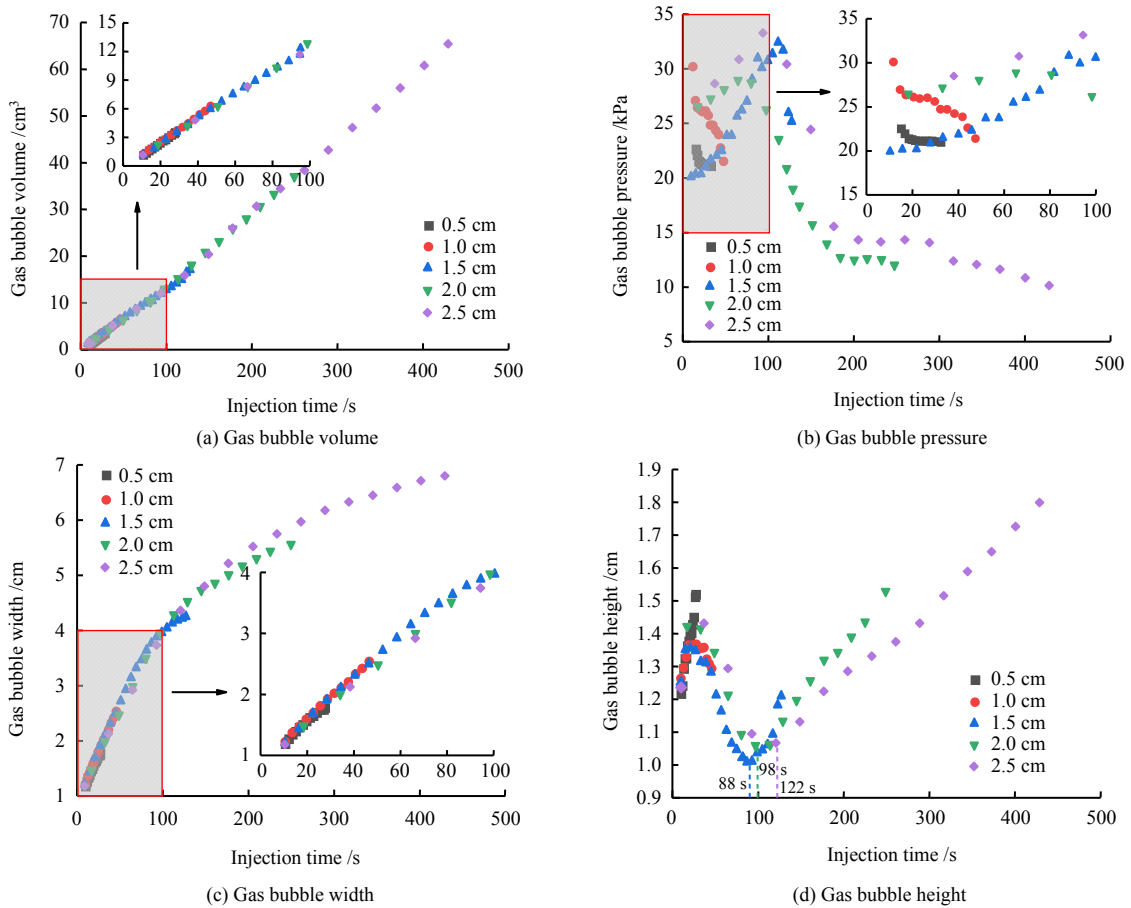 70
60
50
40
30
20
10
0
Gas bubble volume /cm³
15
12
9
6
3
0
0 20 40 60 80 100
0.5 cm
1.0 cm
1.5 cm
2.0 cm
2.5 cm
0 100 200 300 400 500
Injection time /s
(a) Gas bubble volume
35
30
25
20
15
10
5
Gas bubble pressure /kPa
35
30
25
20
15
20 40 60 80 100
0.5 cm
1.0 cm
1.5 cm
2.0 cm
2.5 cm
0 100 200 300 400 500
Injection time /s
(b) Gas bubble pressure
7
6
5
4
3
2
1
Gas bubble width /cm
0.5 cm
1.0 cm
1.5 cm
2.0 cm
2.5 cm
4
3
2
1
0 20 40 60 80 100
0 100 200 300 400 500
Injection time /s
(c) Gas bubble width
1.9
1.8
1.7
1.6
1.5
1.4
1.3
1.2
1.1
1.0
0.9
Gas bubble height /cm
0.5 cm
1.0 cm
1.5 cm
2.0 cm
2.5 cm
88 s
98 s
122 s
0 100 200 300 400 500
Injection time /s
(d) Gas bubble height